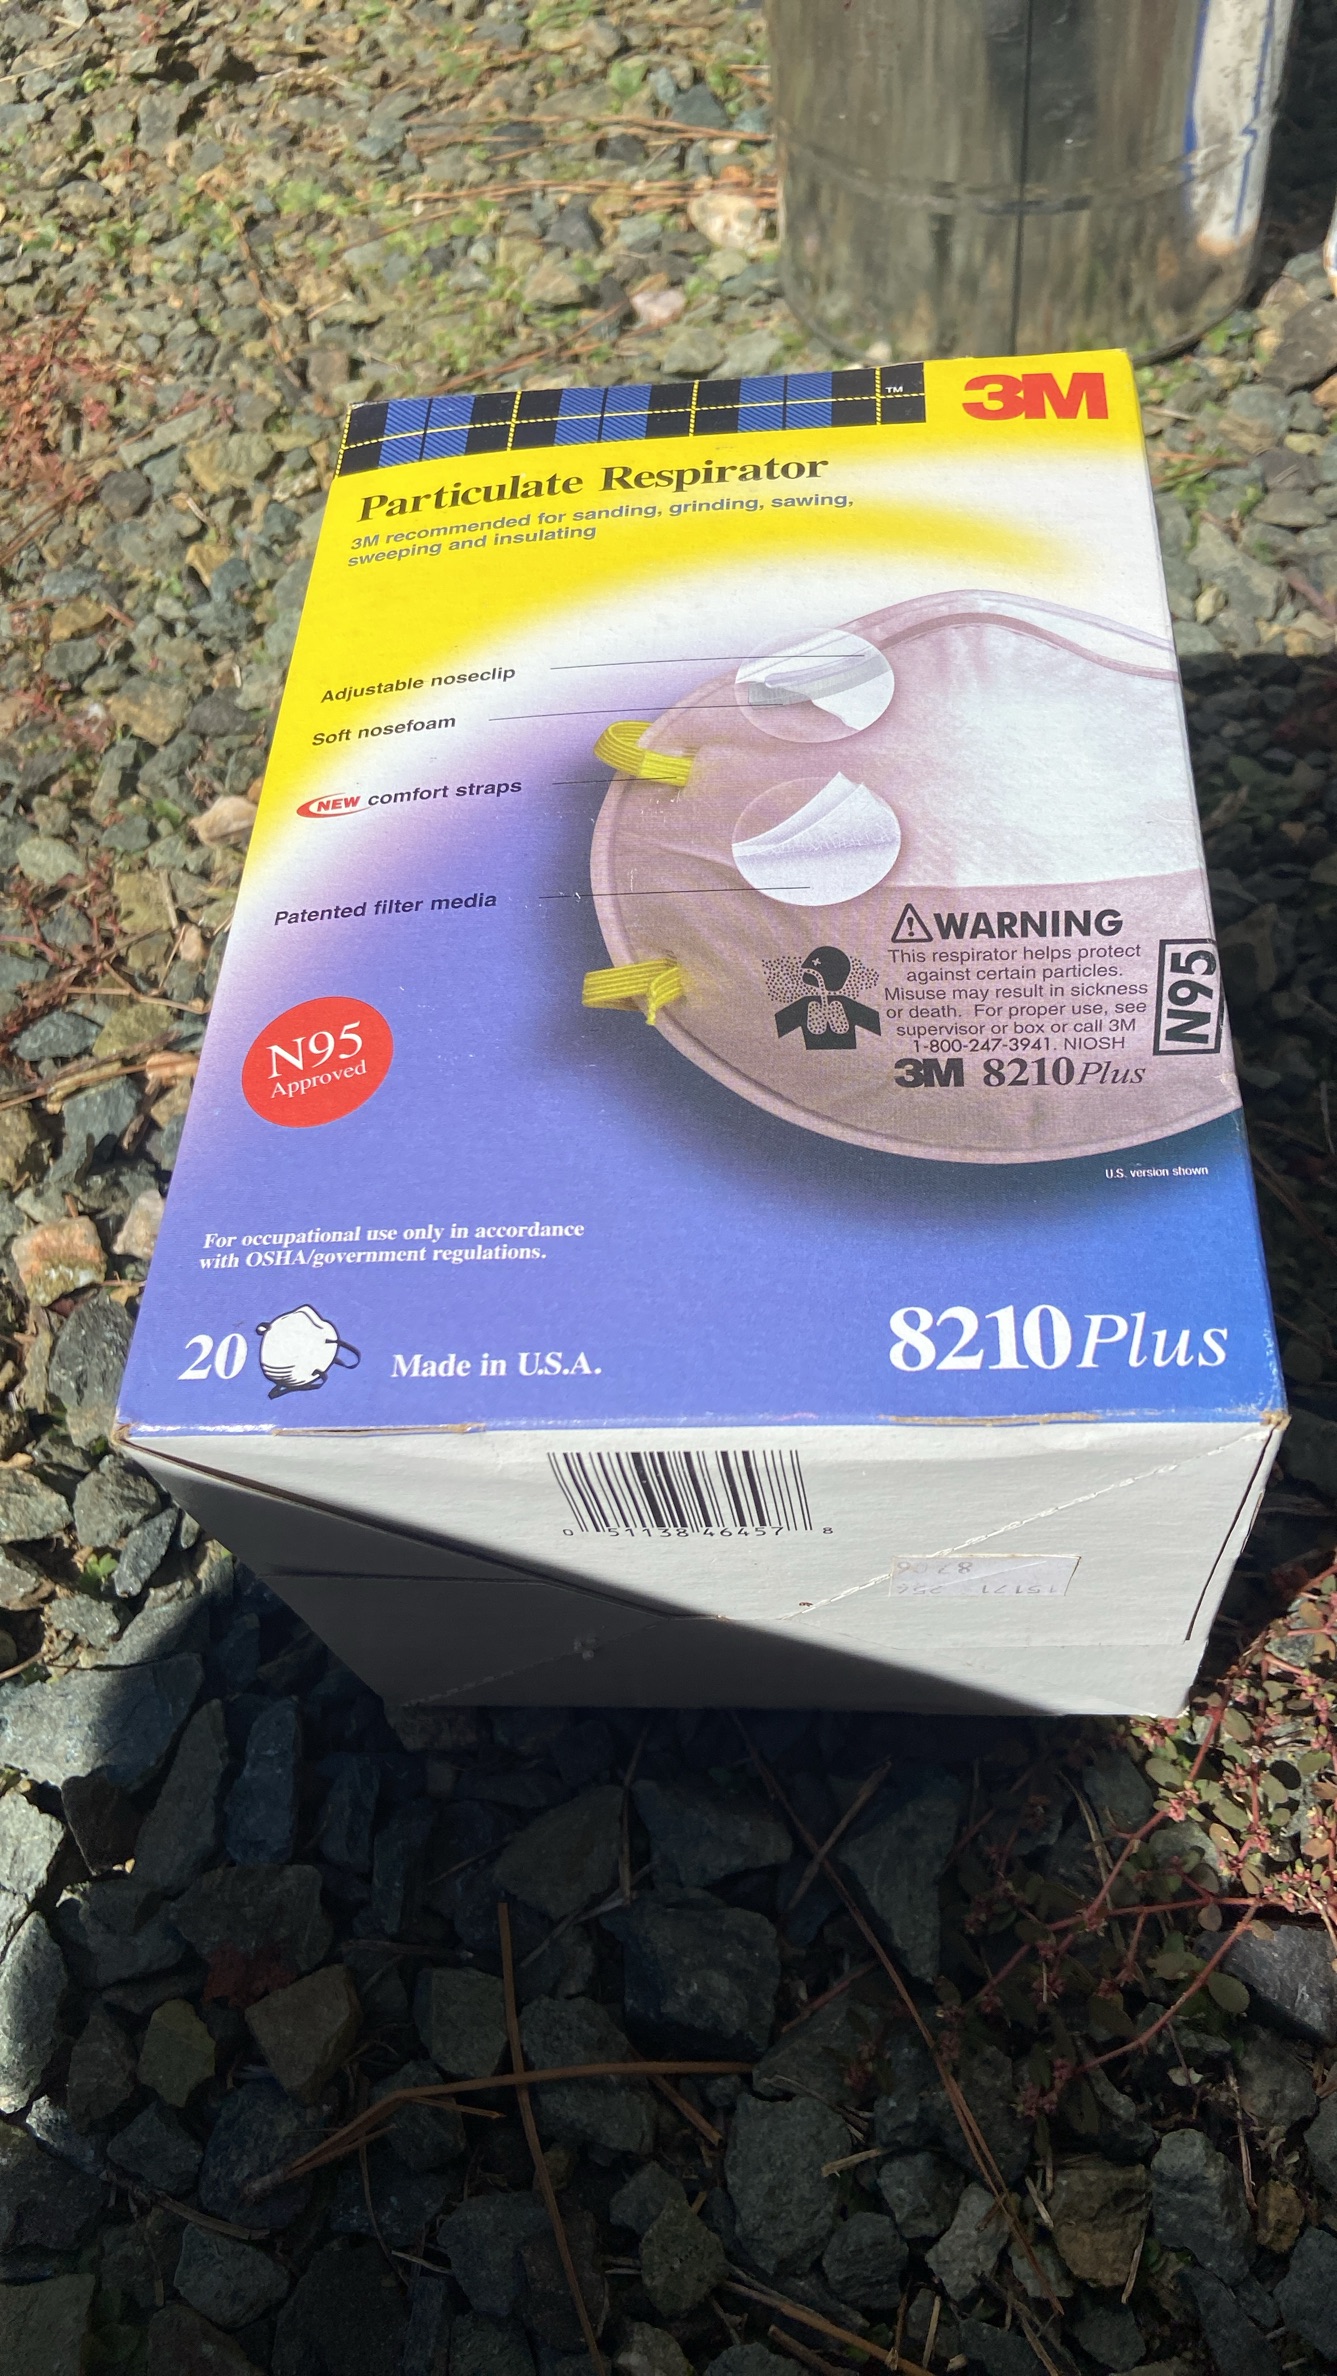 TM
3M
Particulate Respirator
3M recommended for sanding, grinding, sawing,
sweeping and insulating
Adjustable noseclip
Soft nosefoam
NEW comfort straps
Patented filter media
WARNING
This respirator helps protect
against certain particles.
Misuse may result in sickness
or death. For proper use, see
supervisor or box or call 3M
1-800-247-3941. NIOSH
3M 8210Plus
N95
N95
Approved
U.S. version shown
For occupational use only in accordance
with OSHA/government regulations.
20
Made in U.S.A.
8210Plus
0 51138 46457 8
15171